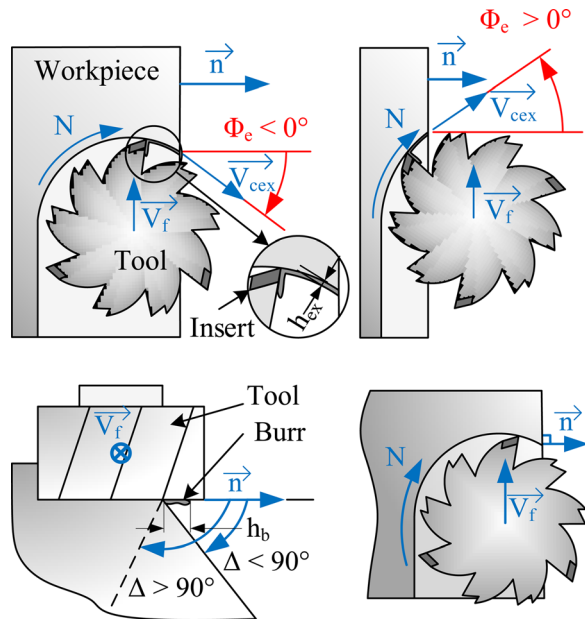 Workpiece
n
N
Φe < 0°
Vcex
Vf
Tool
Insert
hex
Φe > 0°
n
Vcex
N
Vf
Tool
Vf
Burr
n
hb
Δ < 90°
Δ > 90°
n
N
Vf